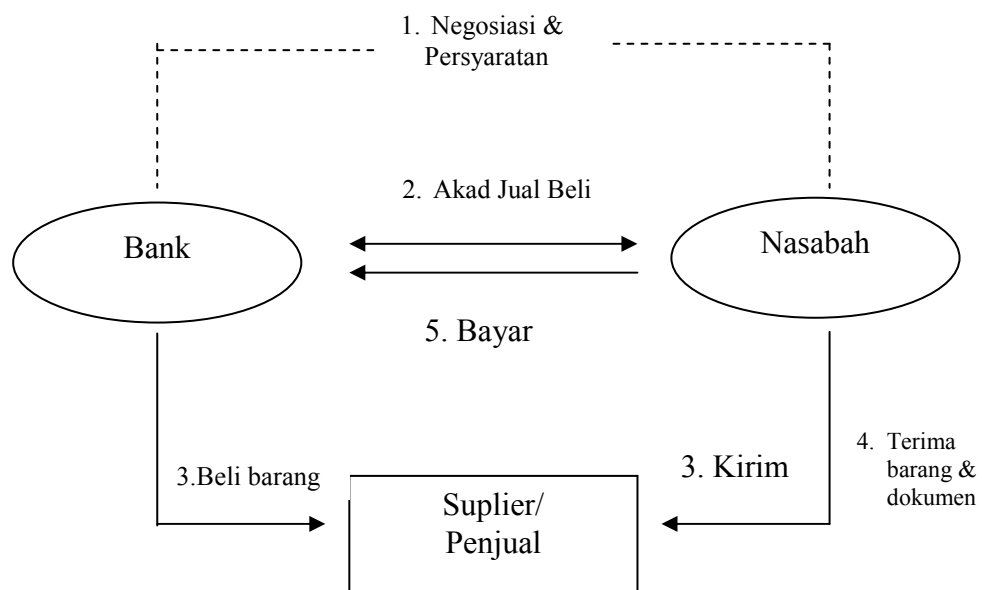 1. Negosiasi &
Persyaratan
2. Akad Jual Beli
Bank
Nasabah
5. Bayar
3.Beli barang
Suplier/
Penjual
3. Kirim
4. Terima
barang &
dokumen